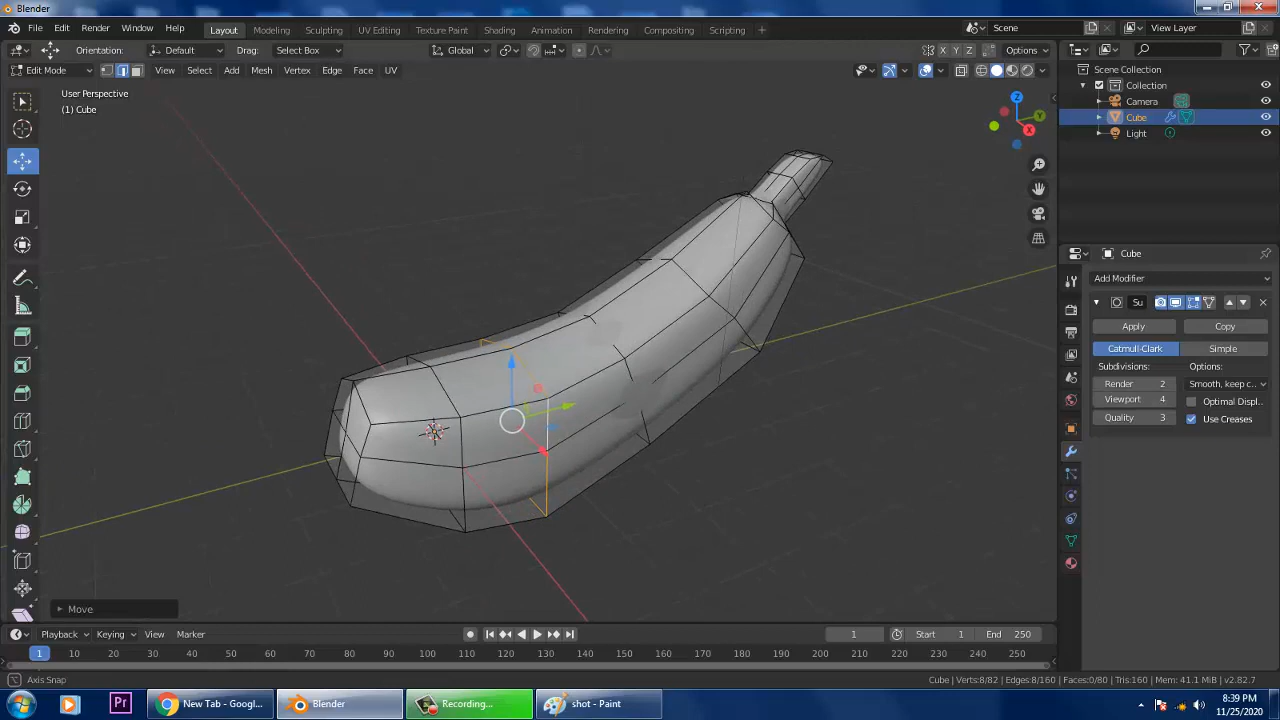 Blender
File Edit Render Window Help
Layout Modeling Sculpting UV Editing Texture Paint Shading Animation Rendering Compositing Scripting +
Scene
View Layer
Orientation: Default Drag: Select Box
Global
X Y Z Options
Edit Mode View Select Add Mesh Vertex Edge Face UV
User Perspective
(1) Cube
Z
Y
X
Scene Collection
Collection
Camera
Cube
Light
Cube
Add Modifier
Su
Apply Copy
Catmull-Clark Simple
Subdivisions: Options:
Render 2 Smooth, keep c..
Viewport 4 Optimal Displ..
Quality 3 Use Creases
Move
Playback Keying View Marker
1 Start 1 End 250
1 10 20 30 40 50 60 70 80 90 100 110 120 130 140 150 160 170 180 190 200 210 220 230 240 250
Axis Snap
Cube | Verts:8/82 | Edges:8/160 | Faces:0/80 | Tris:160 | Mem: 41.1 MiB | v2.82.7
Pr
New Tab - Googl...
Blender
Recording...
shot - Paint
8:39 PM
11/25/2020